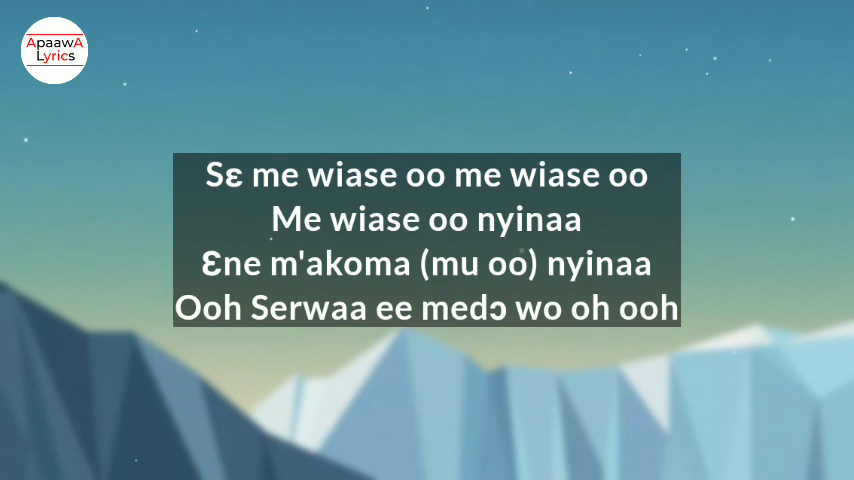 ApaawA
Lyrics
Sɛ me wiase oo me wiase oo
Me wiase oo nyinaa
Ɛne m'akoma (mu oo) nyinaa
Ooh Serwaa ee medɔ wo oh ooh